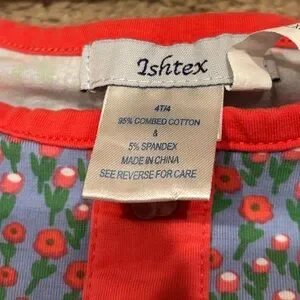 Ishtex
4T/4
95% COMBED COTTON
&
5% SPANDEX
MADE IN CHINA
SEE REVERSE FOR CARE